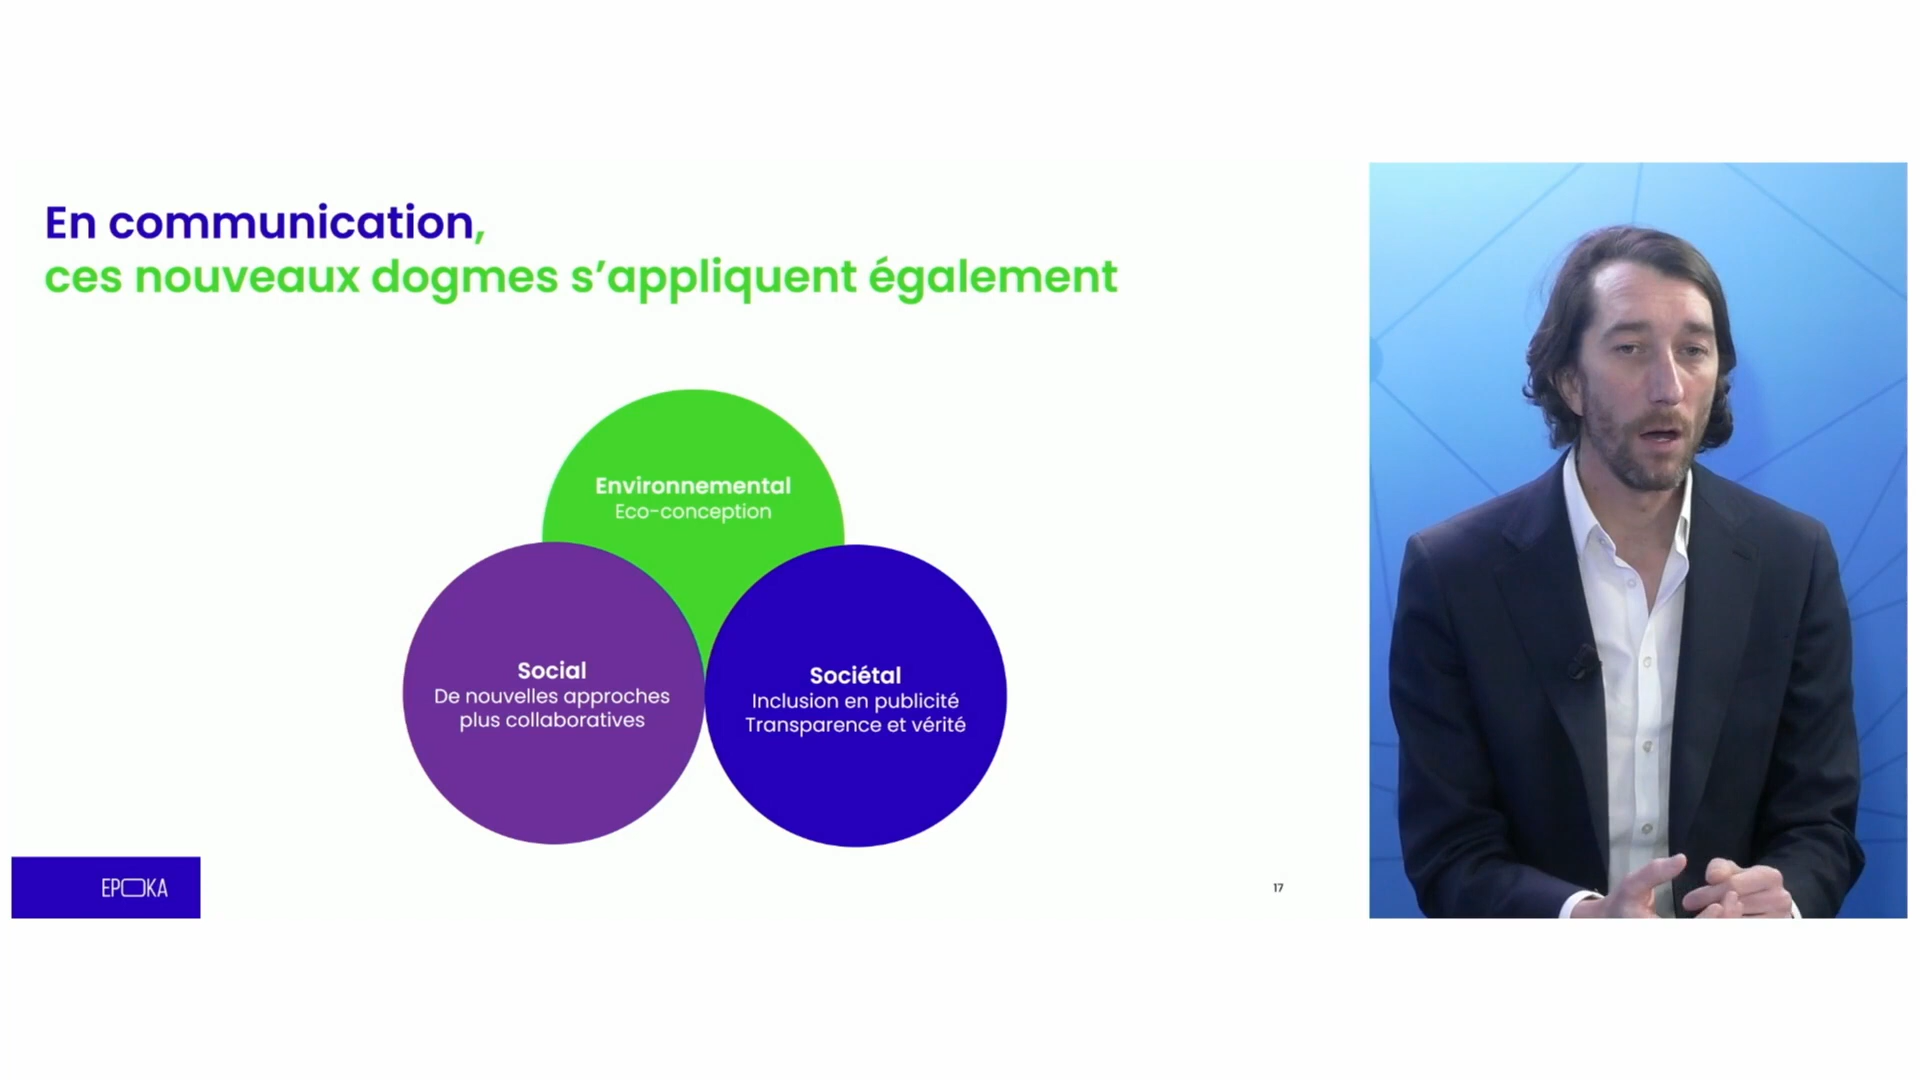 En communication,
ces nouveaux dogmes s’appliquent également
Environnemental
Eco-conception
Social
De nouvelles approches
plus collaboratives
Sociétal
Inclusion en publicité
Transparence et vérité
EPOKA
17